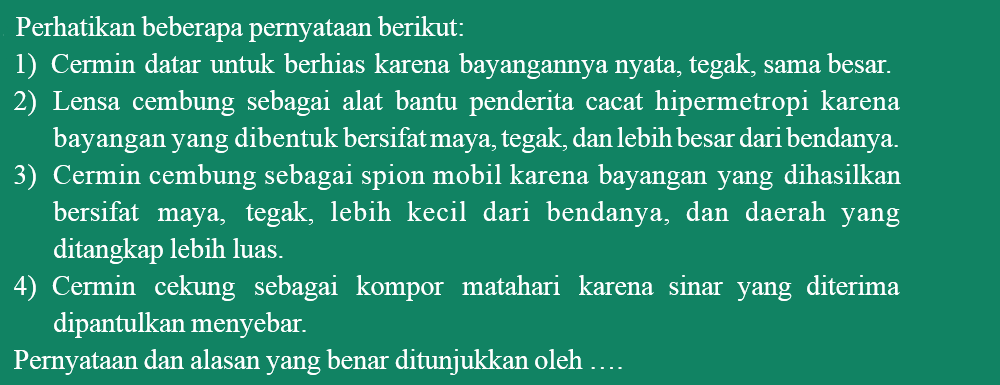 Perhatikan beberapa pernyataan berikut:
1) Cermin datar untuk berhias karena bayangannya nyata, tegak, sama besar.
2) Lensa cembung sebagai alat bantu penderita cacat hipermetropi karena
bayangan yang dibentuk bersifat maya, tegak, dan lebih besar dari bendanya.
3) Cermin cembung sebagai spion mobil karena bayangan yang dihasilkan
bersifat maya, tegak, lebih kecil dari bendanya, dan daerah yang
ditangkap lebih luas.
4) Cermin cekung sebagai kompor matahari karena sinar yang diterima
dipantulkan menyebar.
Pernyataan dan alasan yang benar ditunjukkan oleh ….